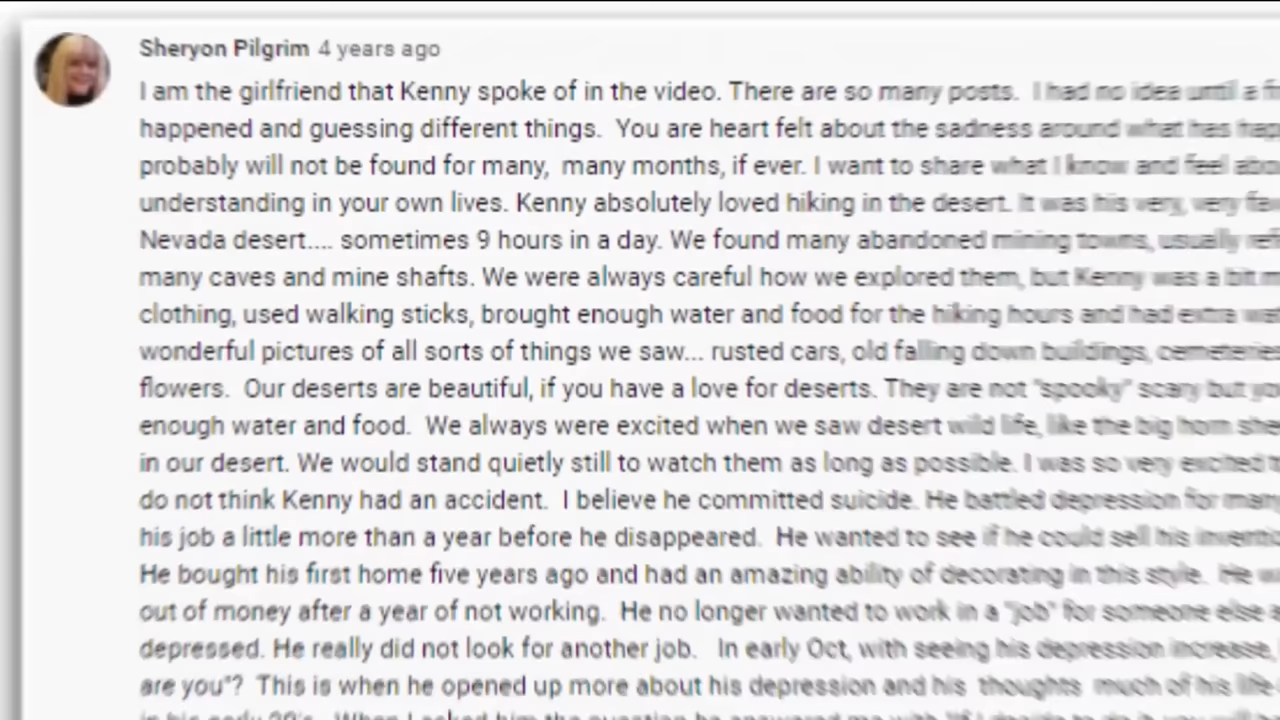 Sheryon Pilgrim 4 years ago
I am the girlfriend that Kenny spoke of in the video. There are so many posts. I had no idea until a
happened and guessing different things. You are heart felt about the sadness around what has
probably will not be found for many, many months, if ever. I want to share what I know and feel
understanding in your own lives. Kenny absolutely loved hiking in the desert. It was his very, very
Nevada desert.... sometimes 9 hours in a day. We found many abandoned mining towns, usually
many caves and mine shafts. We were always careful how we explored them, but Kenny was a bit
clothing, used walking sticks, brought enough water and food for the hiking hours and had extra
wonderful pictures of all sorts of things we saw... rusted cars, old falling down buildings, cemeteries
flowers. Our deserts are beautiful, if you have a love for deserts. They are not "spooky" scary but
enough water and food. We always were excited when we saw desert wild life, like the big horn
in our desert. We would stand quietly still to watch them as long as possible. I was so very excited
do not think Kenny had an accident. I believe he committed suicide. He battled depression for
his job a little more than a year before he disappeared. He wanted to see if he could sell his
He bought his first home five years ago and had an amazing ability of decorating in this style. He
out of money after a year of not working. He no longer wanted to work in a "job" for someone else
depressed. He really did not look for another job. In early Oct, with seeing his depression increase,
are you"? This is when he opened up more about his depression and his thoughts much of his life.